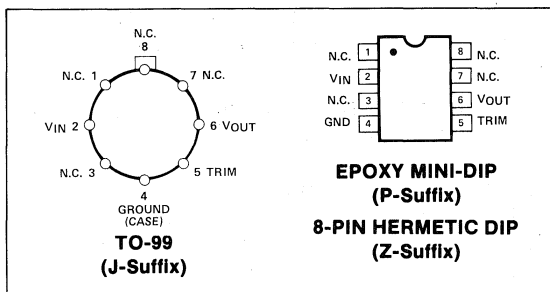 N.C.
8
N.C. 1
7 N.C.
VIN 2
6 VOUT
N.C. 3
5 TRIM
4
GROUND
(CASE)
TO-99
(J-Suffix)
N.C. 1
8 N.C.
VIN 2
7 N.C.
N.C. 3
6 VOUT
GND 4
5 TRIM
EPOXY MINI-DIP
(P-Suffix)
8-PIN HERMETIC DIP
(Z-Suffix)